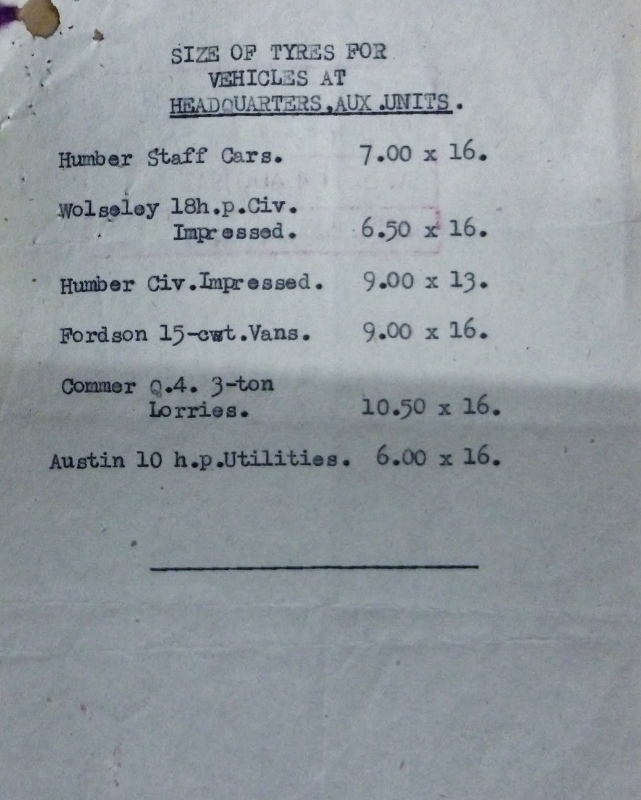 SIZE OF TYRES FOR
VEHICLES AT
HEADQUARTERS,AUX.UNITS.
Humber Staff Cars. 7.00 x 16.
Wolseley 18h.p.Civ.
Impressed. 6.50 x 16.
Humber Civ.Impressed. 9.00 x 13.
Fordson 15-cwt.Vans. 9.00 x 16.
Commer Q.4. 3-ton
Lorries. 10.50 x 16.
Austin 10 h.p.Utilities. 6.00 x 16.